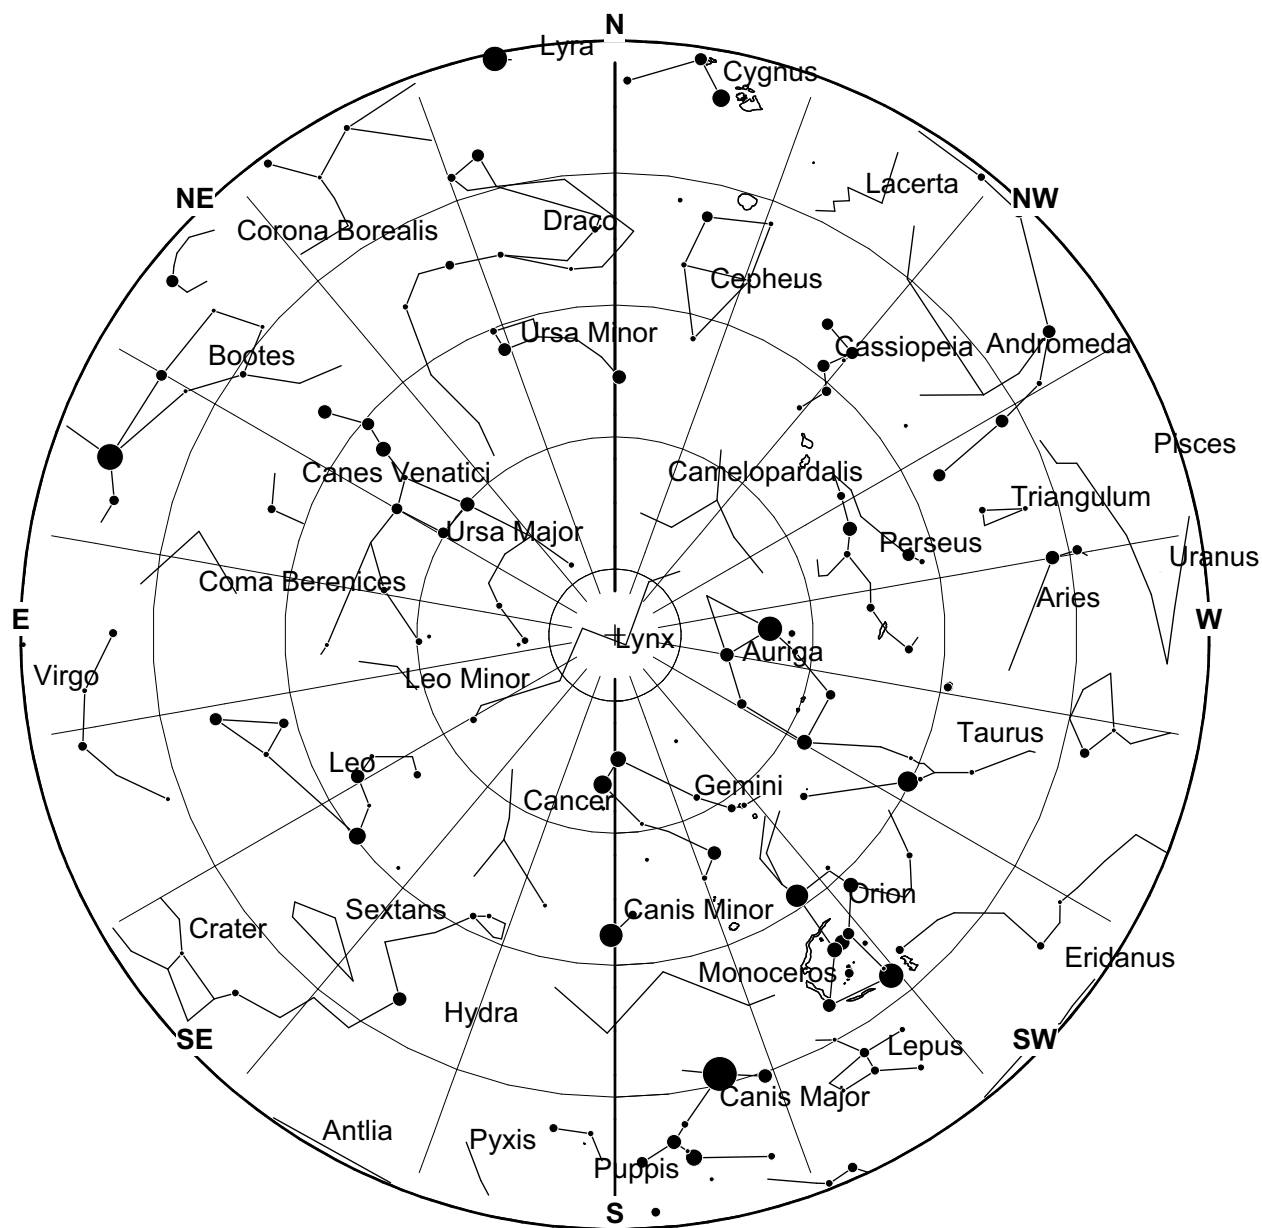 N
Lyra
Cygnus
Lacerta
NE
NW
Draco
Corona Borealis
Cepheus
Ursa Minor
Cassiopeia
Andromeda
Bootes
Pisces
Canes Venatici
Camelopardalis
Triangulum
Ursa Major
Perseus
Uranus
Coma Berenices
Aries
E
W
Lynx
Auriga
Virgo
Leo Minor
Taurus
Leo
Gemini
Cancer
Orion
Sextans
Canis Minor
Crater
Eridanus
Monoceros
Hydra
SE
SW
Lepus
Canis Major
Antlia
Pyxis
Puppis
S